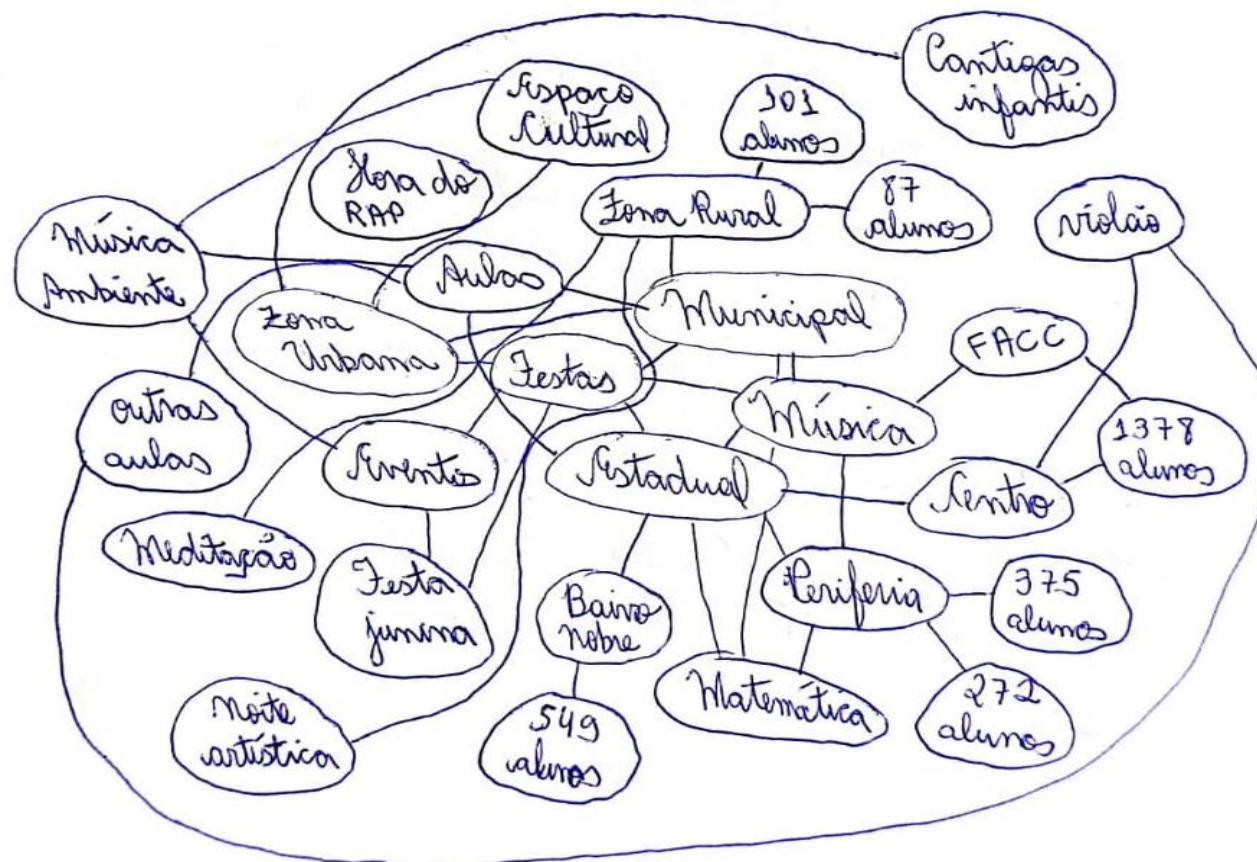 Cantigas
infantis
Espaço
Cultural
101
alunos
Hora do
RAP
Zona Rural
87
alunos
violão
Música
Ambiente
Aulas
Municipal
Zona
Urbana
Festas
FACC
Música
outras
aulas
1378
alunos
Eventos
Estadual
Centro
Meditação
Festa
junina
Bairro
nobre
Periferia
375
alunos
Matemática
Noite
artística
549
alunos
272
alunos